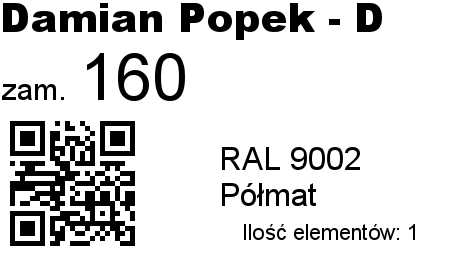 Damian Popek - D
zam. 160
RAL 9002
Półmat
Ilość elementów: 1